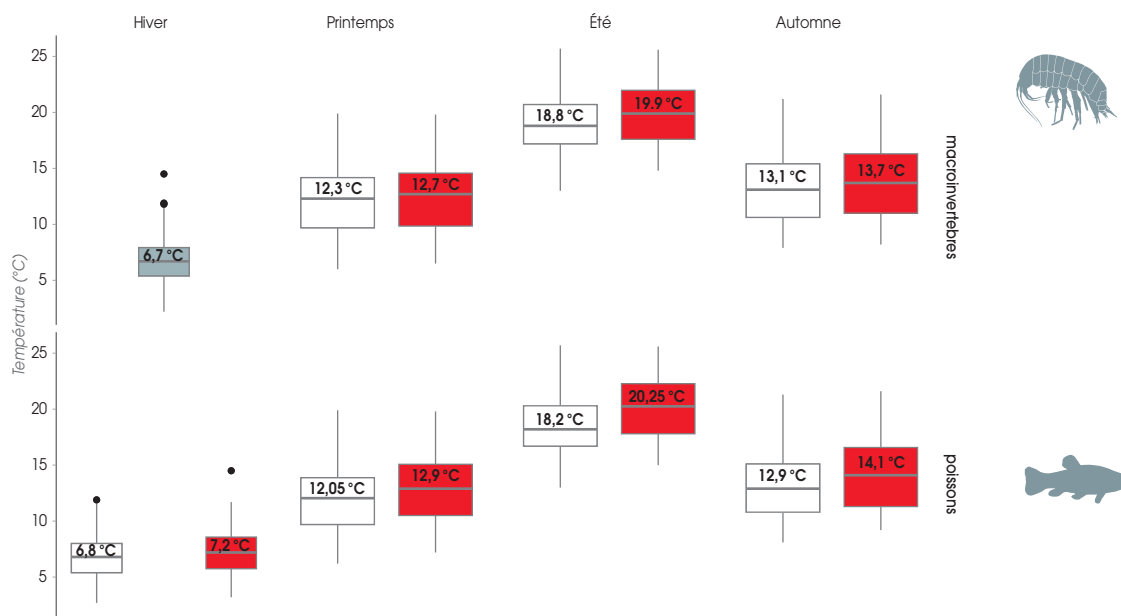 Hiver Printemps Été Automne
Température (°C)
25
20
15
10
5
6,7 °C
12,3 °C
12,7 °C
18,8 °C
19.9 °C
13,1 °C
13,7 °C
macroinvertebres
25
20
15
10
5
6,8 °C
7,2 °C
12,05 °C
12,9 °C
18,2 °C
20,25 °C
12,9 °C
14,1 °C
poissons